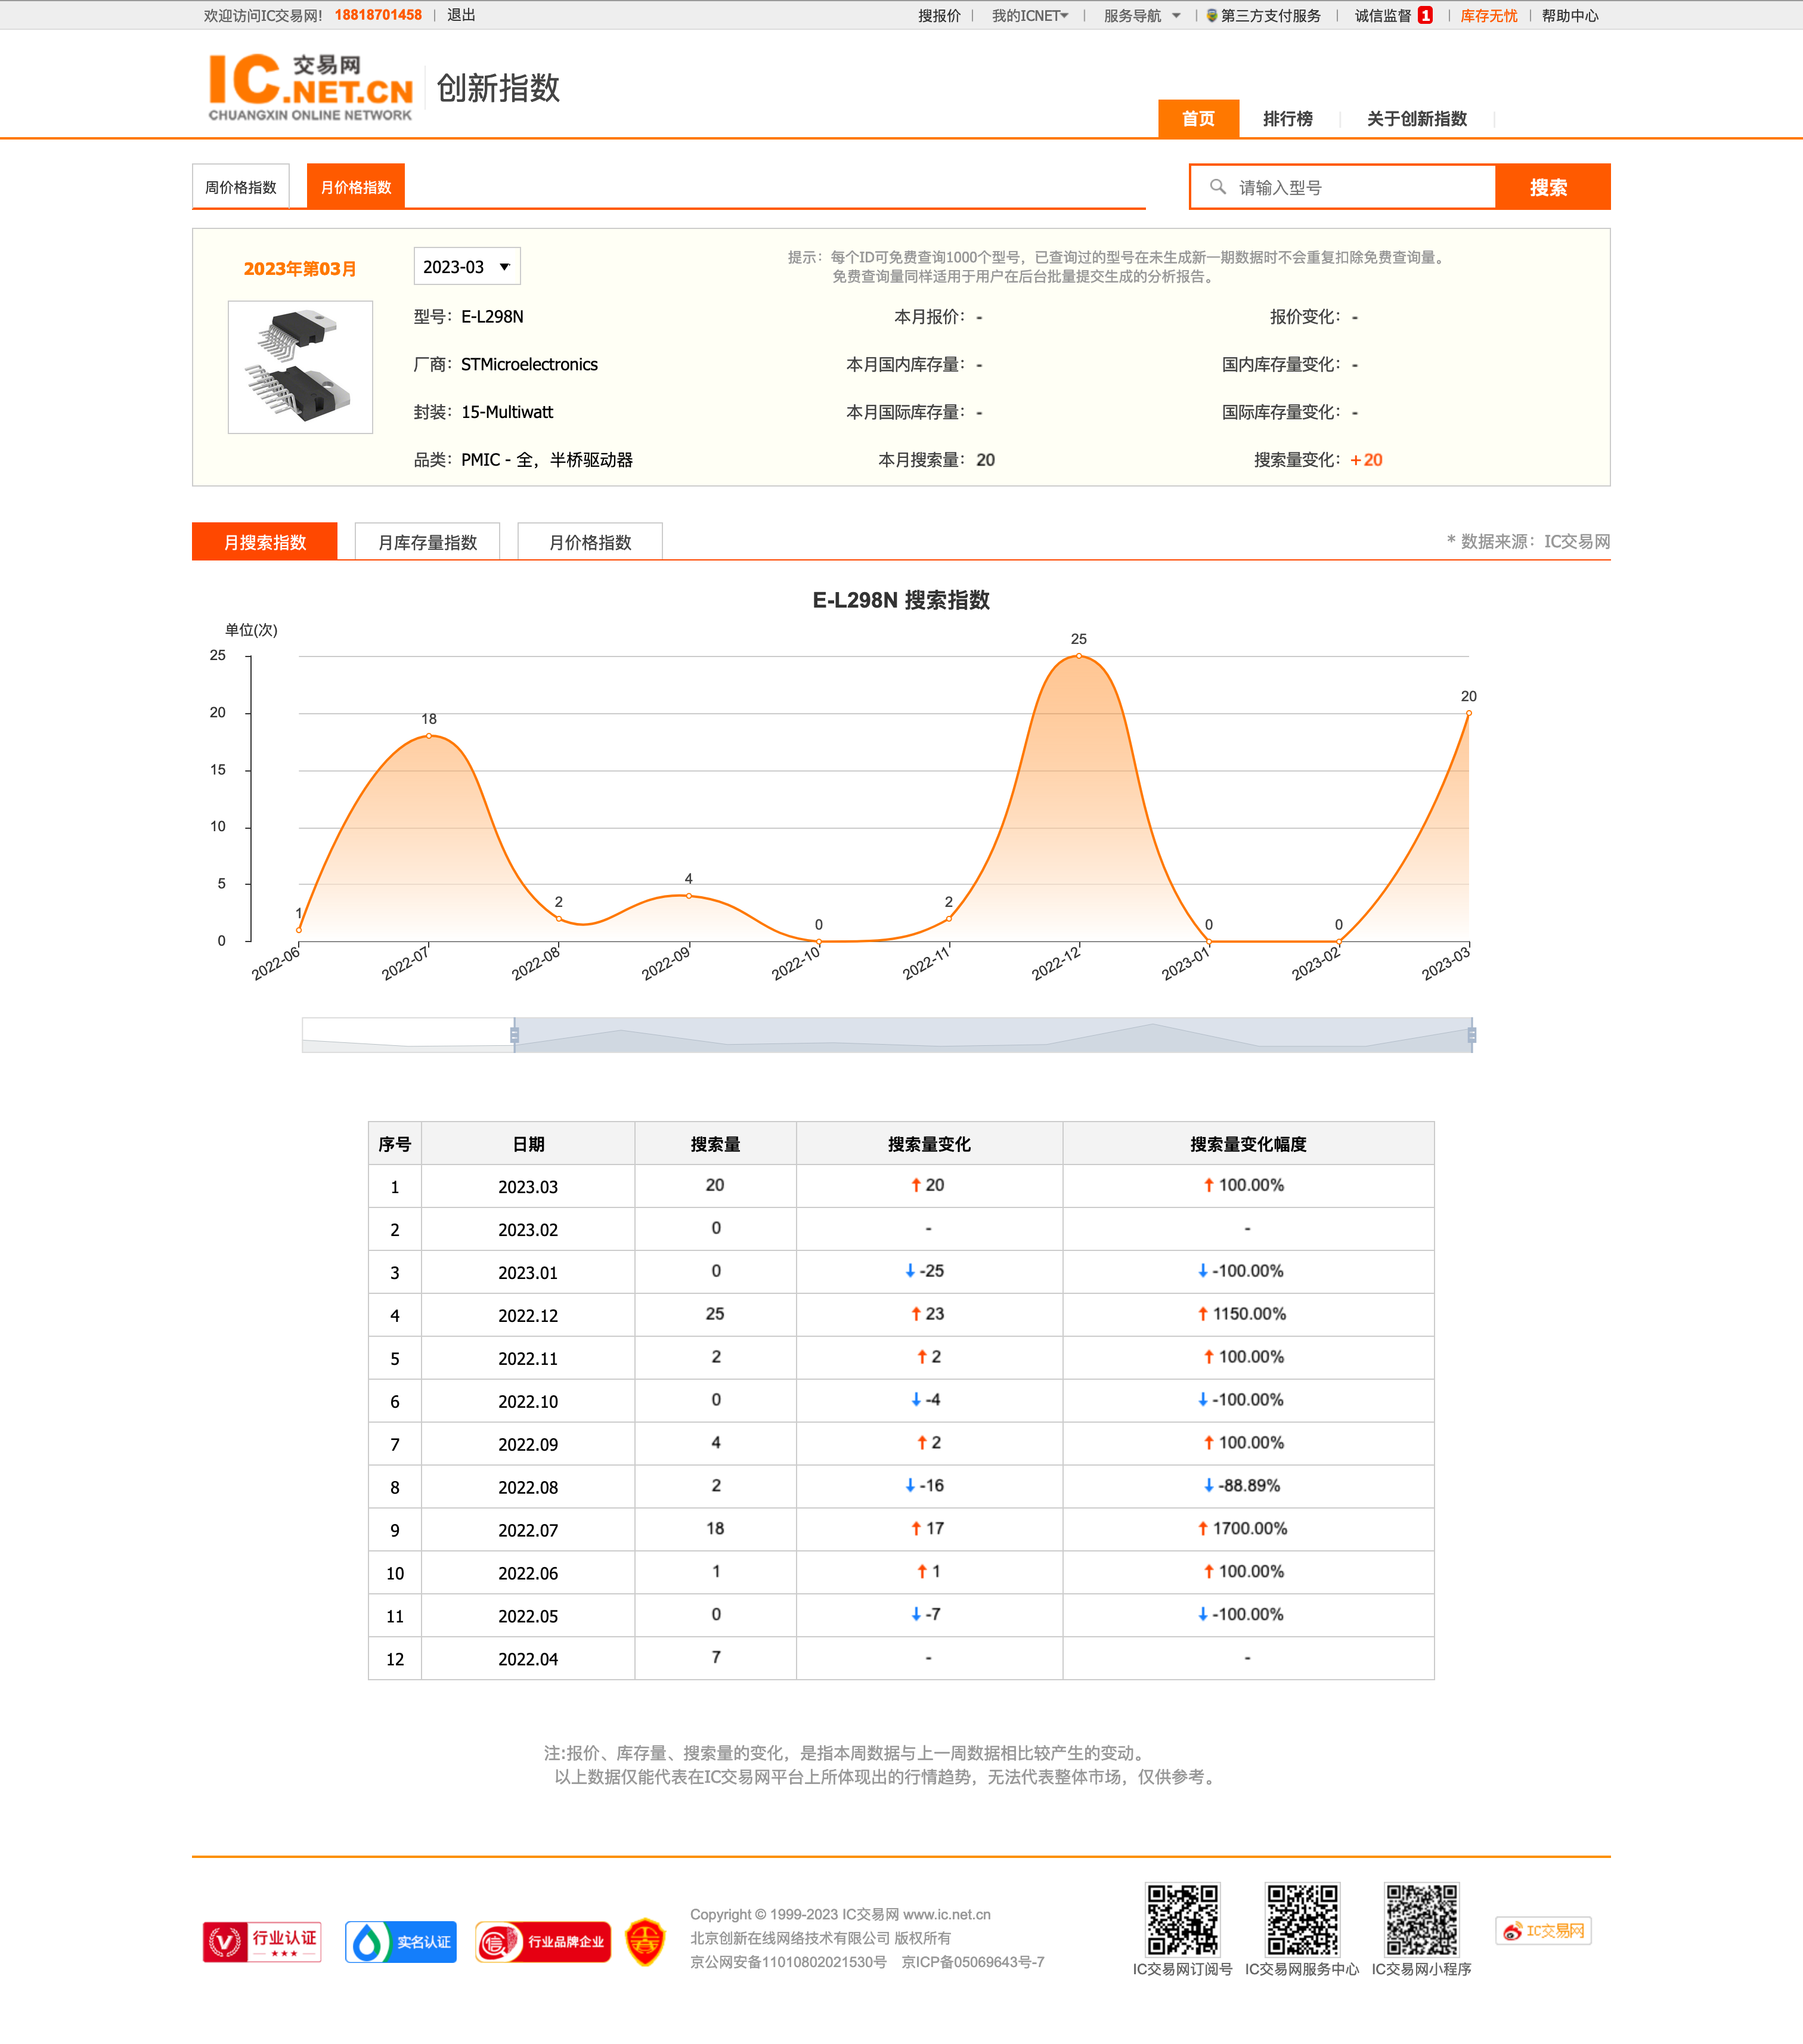 欢迎访问IC交易网! 18818701458 | 退出 搜报价 | 我的ICNET | 服务导航 | 第三方支付服务 | 诚信监督 1 | 库存无忧 | 帮助中心
IC交易网
.NET.CN
CHUANGXIN ONLINE NETWORK
创新指数
首页 排行榜 关于创新指数
周价格指数 月价格指数 请输入型号 搜索
2023年第03月 2023-03
提示：每个ID可免费查询1000个型号，已查询过的型号在未生成新一期数据时不会重复扣除免费查询量。
免费查询量同样适用于用户在后台批量提交生成的分析报告。
型号：E-L298N 本月报价：- 报价变化：-
厂商：STMicroelectronics 本月国内库存量：- 国内库存量变化：-
封装：15-Multiwatt 本月国际库存量：- 国际库存量变化：-
品类：PMIC - 全，半桥驱动器 本月搜索量：20 搜索量变化：+20
月搜索指数 月库存量指数 月价格指数 * 数据来源：IC交易网
E-L298N 搜索指数
单位(次)
25
20
15
10
5
0
1 18 2 4 0 2 25 0 0 20
2022-06 2022-07 2022-08 2022-09 2022-10 2022-11 2022-12 2023-01 2023-02 2023-03
序号 日期 搜索量 搜索量变化 搜索量变化幅度
1 2023.03 20 ↑20 ↑100.00%
2 2023.02 0 - -
3 2023.01 0 ↓-25 ↓-100.00%
4 2022.12 25 ↑23 ↑1150.00%
5 2022.11 2 ↑2 ↑100.00%
6 2022.10 0 ↓-4 ↓-100.00%
7 2022.09 4 ↑2 ↑100.00%
8 2022.08 2 ↓-16 ↓-88.89%
9 2022.07 18 ↑17 ↑1700.00%
10 2022.06 1 ↑1 ↑100.00%
11 2022.05 0 ↓-7 ↓-100.00%
12 2022.04 7 - -
注:报价、库存量、搜索量的变化，是指本周数据与上一周数据相比较产生的变动。
以上数据仅能代表在IC交易网平台上所体现出的行情趋势，无法代表整体市场，仅供参考。
行业认证
实名认证
信 行业品牌企业
Copyright © 1999-2023 IC交易网 www.ic.net.cn
北京创新在线网络技术有限公司 版权所有
京公网安备11010802021530号 京ICP备05069643号-7
IC交易网订阅号 IC交易网服务中心 IC交易网小程序
IC交易网